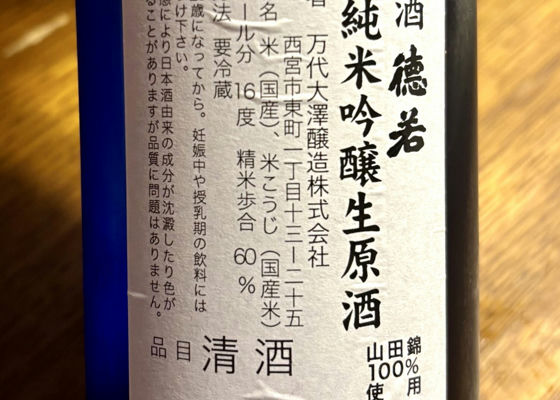 酒 德若
純米吟醸生原酒
山田錦100%使用
者 万代大澤醸造株式会社
西宮市東町一丁目十三ー二十五
名 米（国産）、米こうじ（国産米）
ール分 16度 精米歩合 60%
法 要冷蔵
歳になってから。妊娠中や授乳期の飲料には
け下さい。
により日本酒由来の成分が沈澱したり色が
ることがありますが品質に問題はありません。
品目 清酒